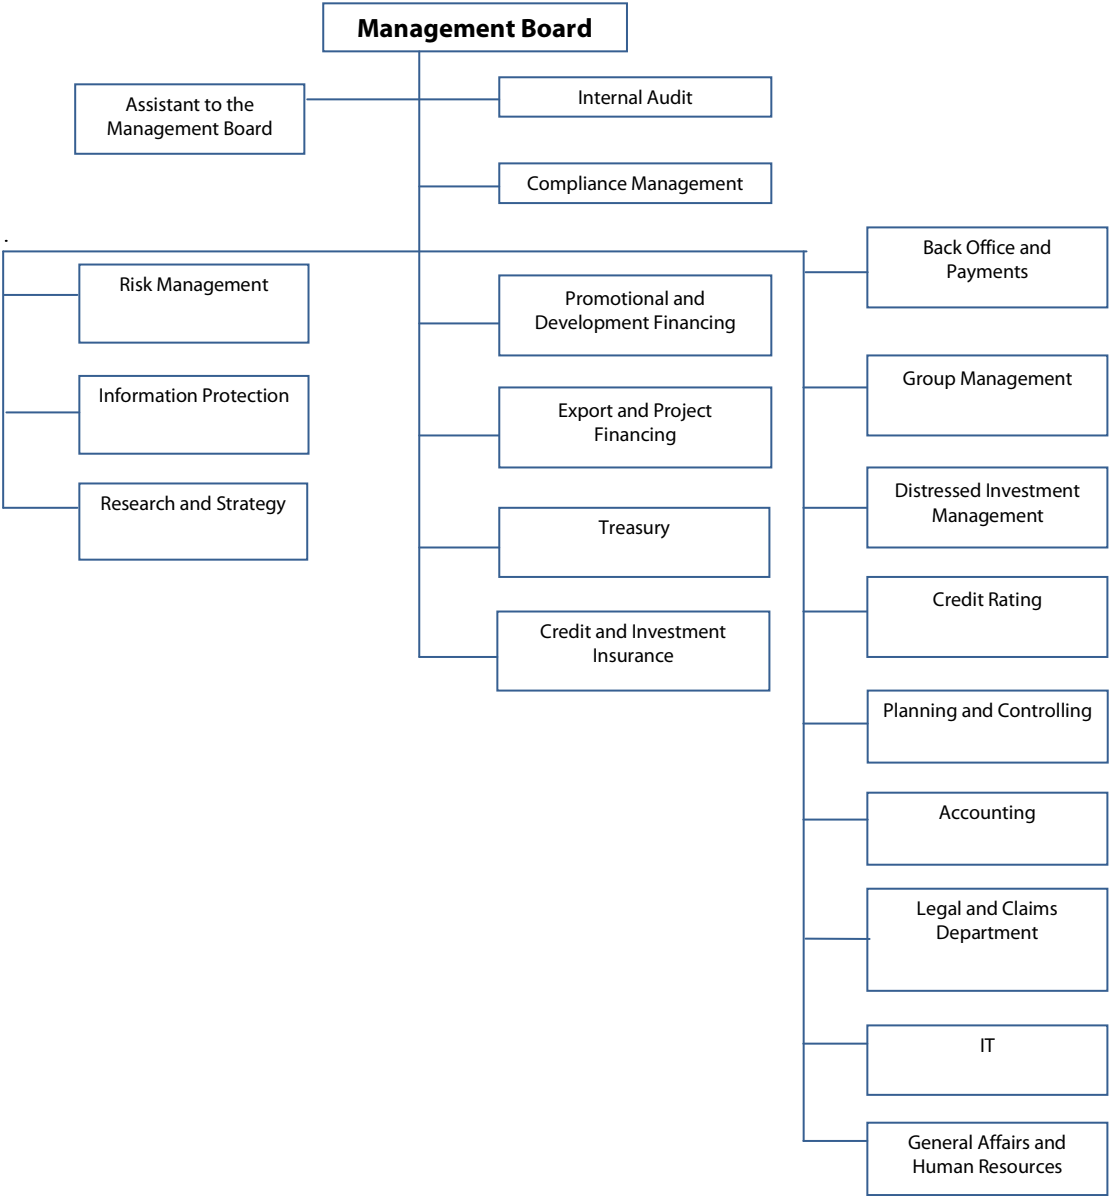 Management Board
Assistant to the
Management Board
Internal Audit
Compliance Management
.
Risk Management
Information Protection
Research and Strategy
Promotional and
Development Financing
Export and Project
Financing
Treasury
Credit and Investment
Insurance
Back Office and
Payments
Group Management
Distressed Investment
Management
Credit Rating
Planning and Controlling
Accounting
Legal and Claims
Department
IT
General Affairs and
Human Resources